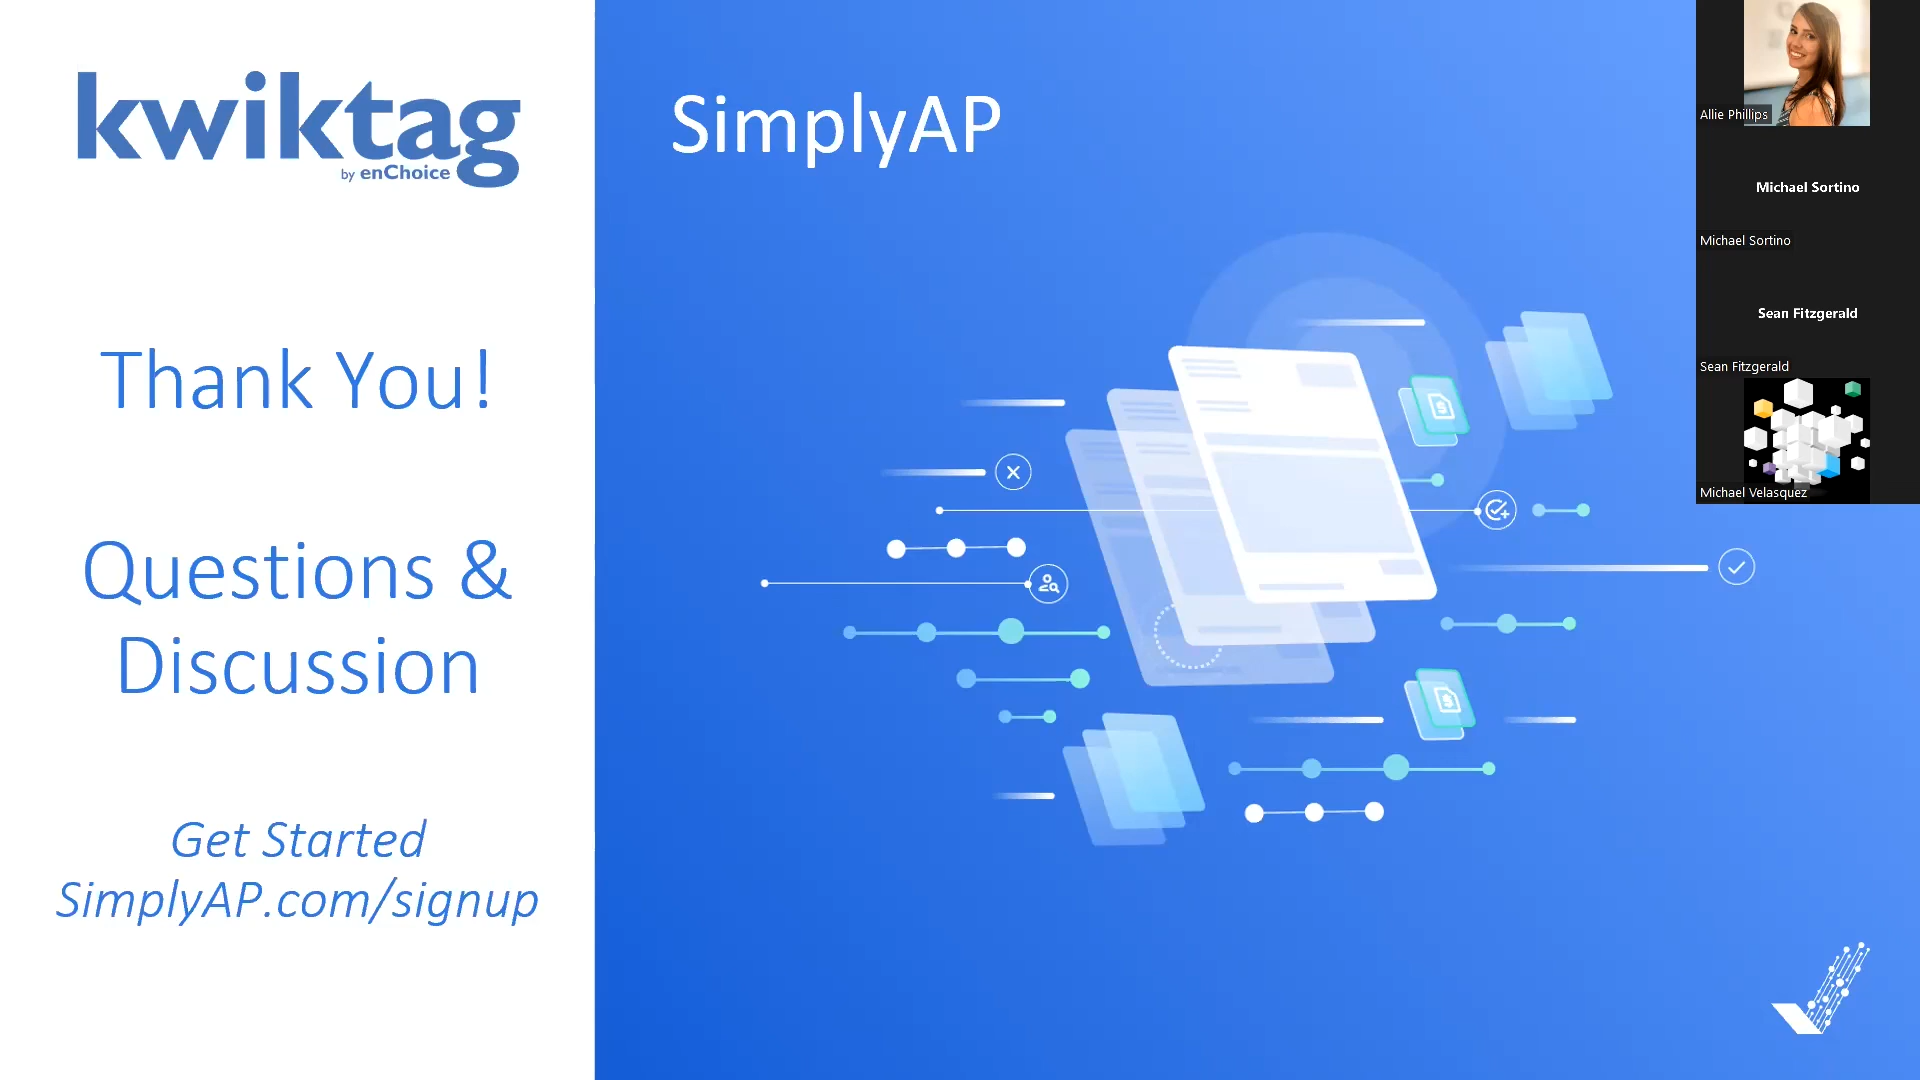 kwiktag
by enChoice
Thank You!
Questions &
Discussion
Get Started
SimplyAP.com/signup
SimplyAP
Allie Phillips
Michael Sortino
Michael Sortino
Sean Fitzgerald
Sean Fitzgerald
Michael Velasquez